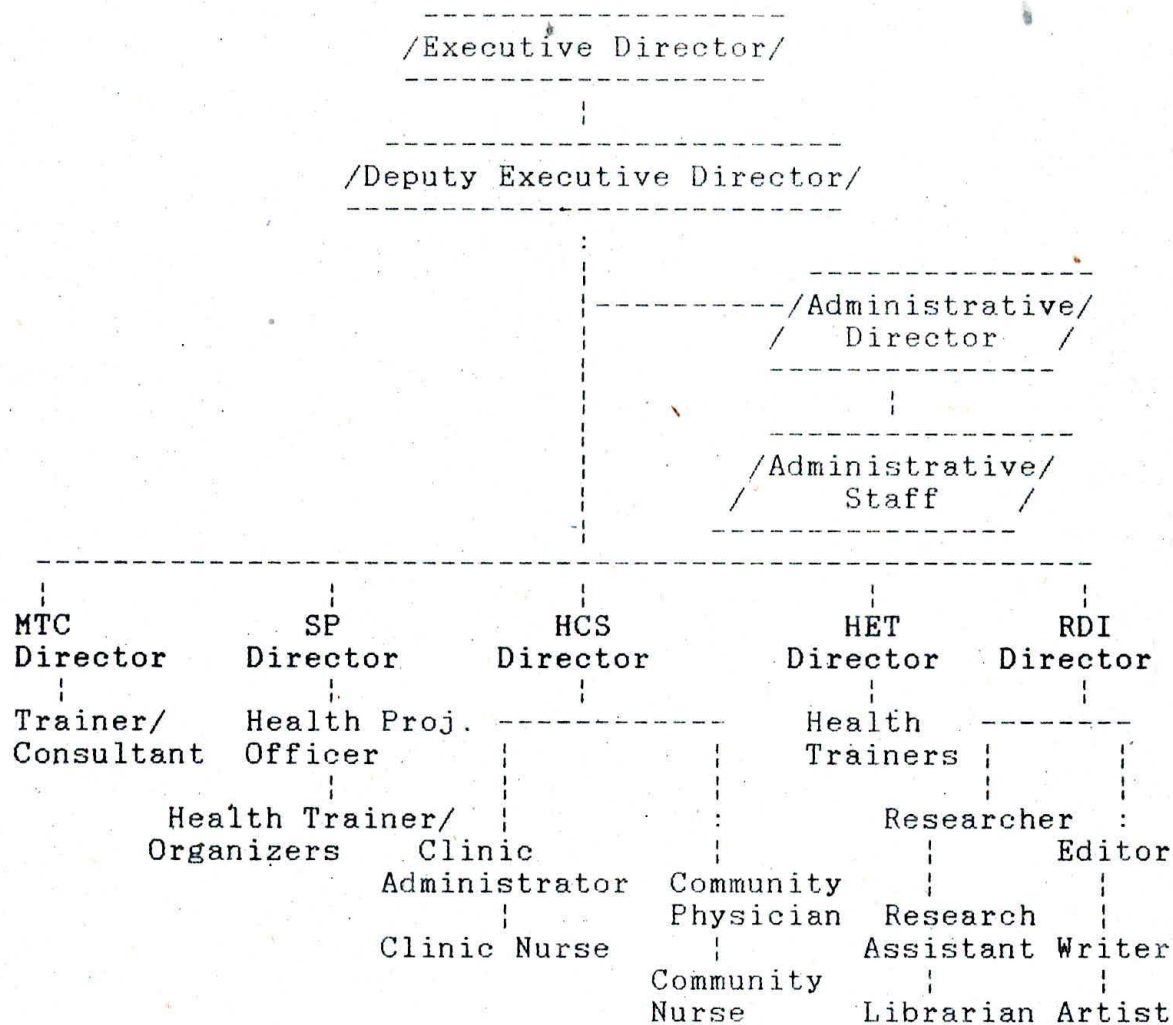 /Executive Director/
/Deputy Executive Director/
/Administrative/
/ Director /
/Administrative/
/ Staff /
MTC SP HCS HET RDI
Director Director Director Director Director
Trainer/ Health Proj. Health
Consultant Officer Trainers
Health Trainer/ Researcher
Organizers Clinic Editor
Administrator Community
Physician Research
Clinic Nurse Assistant Writer
Community
Nurse Librarian Artist